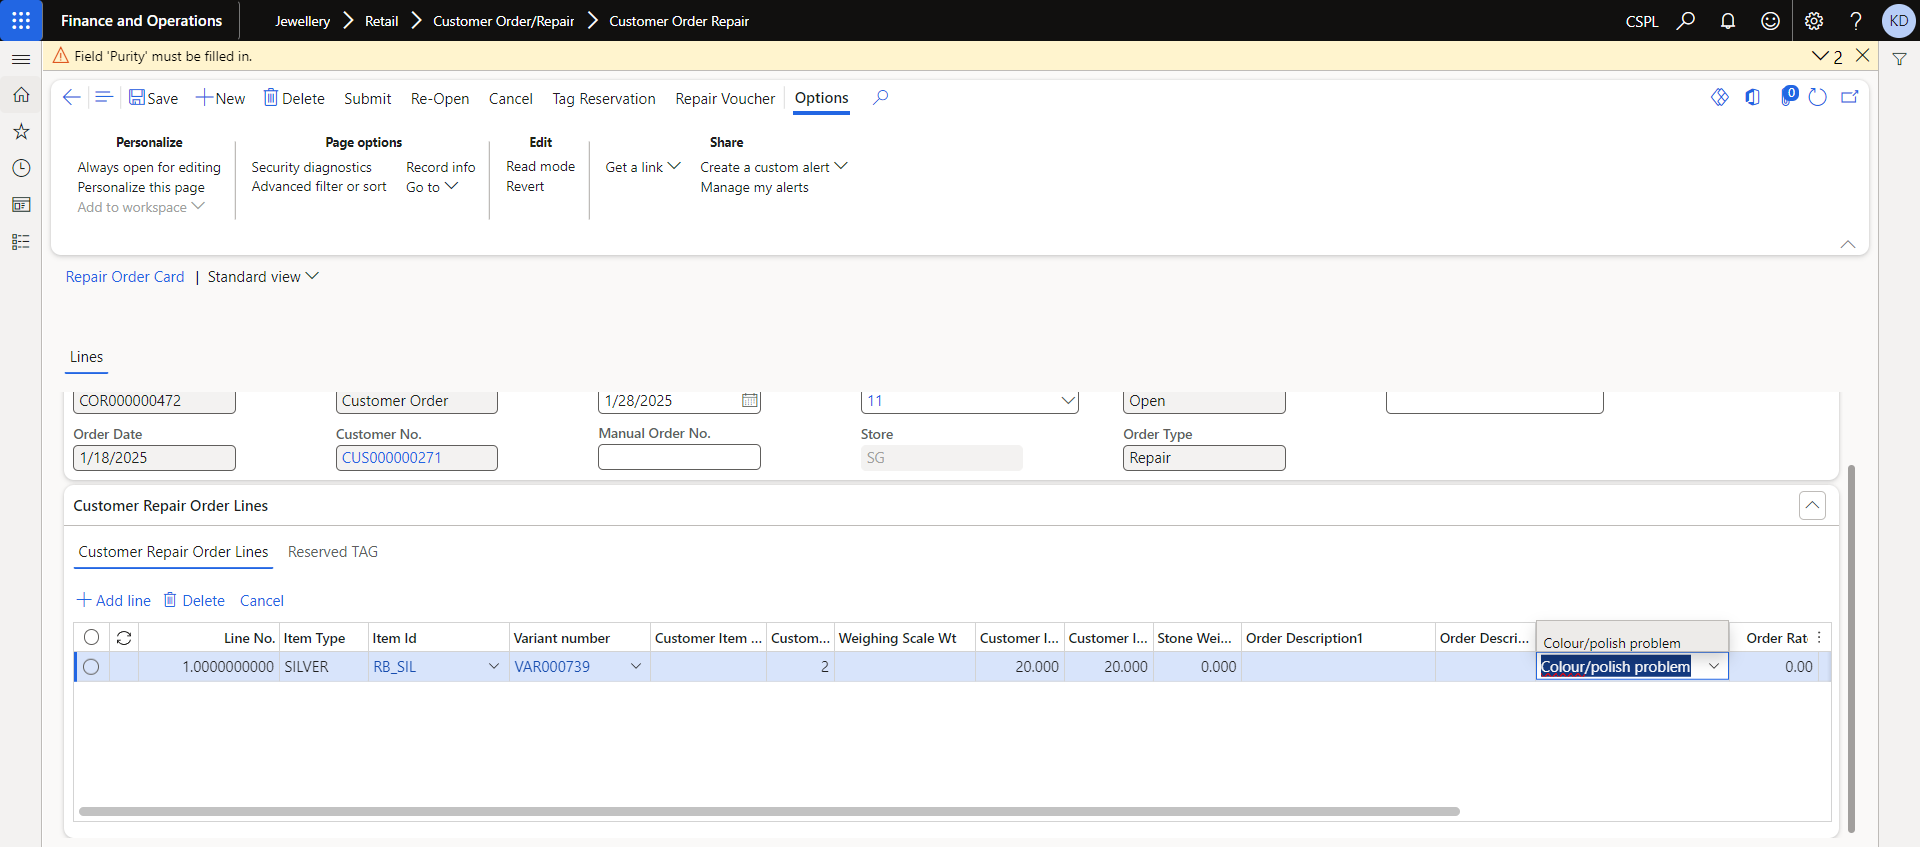 Finance and Operations
Jewellery > Retail > Customer Order/Repair > Customer Order Repair
CSPL
KD
Field 'Purity' must be filled in.
2
Save
New
Delete
Submit
Re-Open
Cancel
Tag Reservation
Repair Voucher
Options
0
Personalize
Always open for editing
Personalize this page
Add to workspace
Page options
Security diagnostics
Advanced filter or sort
Record info
Go to
Edit
Read mode
Revert
Share
Get a link
Create a custom alert
Manage my alerts
Repair Order Card | Standard view
Lines
COR000000472
Customer Order
1/28/2025
11
Open
Order Date
1/18/2025
Customer No.
CUS000000271
Manual Order No.
Store
SG
Order Type
Repair
Customer Repair Order Lines
Customer Repair Order Lines
Reserved TAG
Add line
Delete
Cancel
Line No. Item Type Item Id Variant number Customer Item ... Custom... Weighing Scale Wt Customer I... Customer I... Stone Wei... Order Description1 Order Descri... Colour/polish problem Order Rat
1.0000000000 SILVER RB_SIL VAR000739 2 20.000 20.000 0.000 Colour/polish problem 0.00